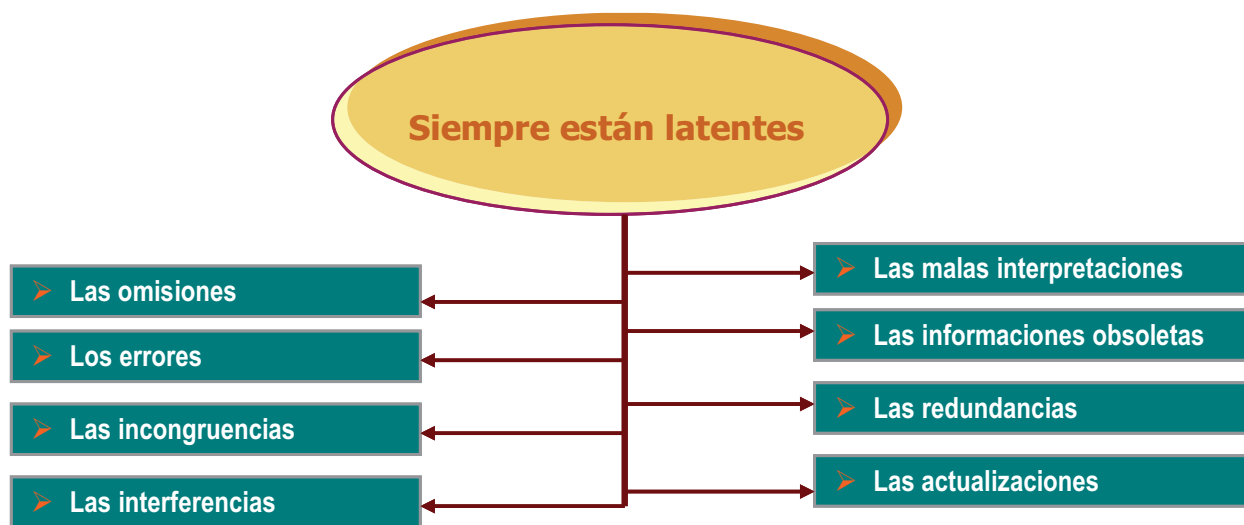 Siempre están latentes
Las omisiones
Los errores
Las incongruencias
Las interferencias
Las malas interpretaciones
Las informaciones obsoletas
Las redundancias
Las actualizaciones